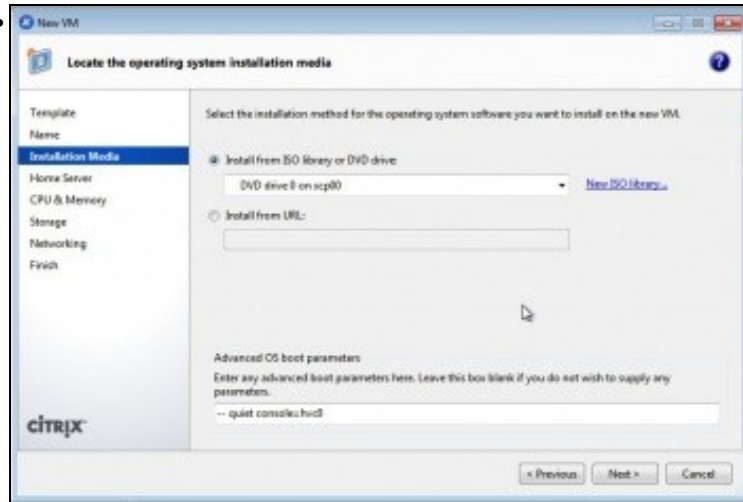 New VM
Locate the operating system installation media
?
Template
Name
Installation Media
Home Server
CPU & Memory
Storage
Networking
Finish
Select the installation method for the operating system software you want to install on the new VM.
Install from ISO library or DVD drive:
DVD drive 0 on scp00
New ISO library...
Install from URL:
Advanced OS boot parameters
Enter any advanced boot parameters here. Leave this box blank if you do not wish to supply any
parameters.
-- quiet console=hvc0
CITRIX
< Previous
Next >
Cancel